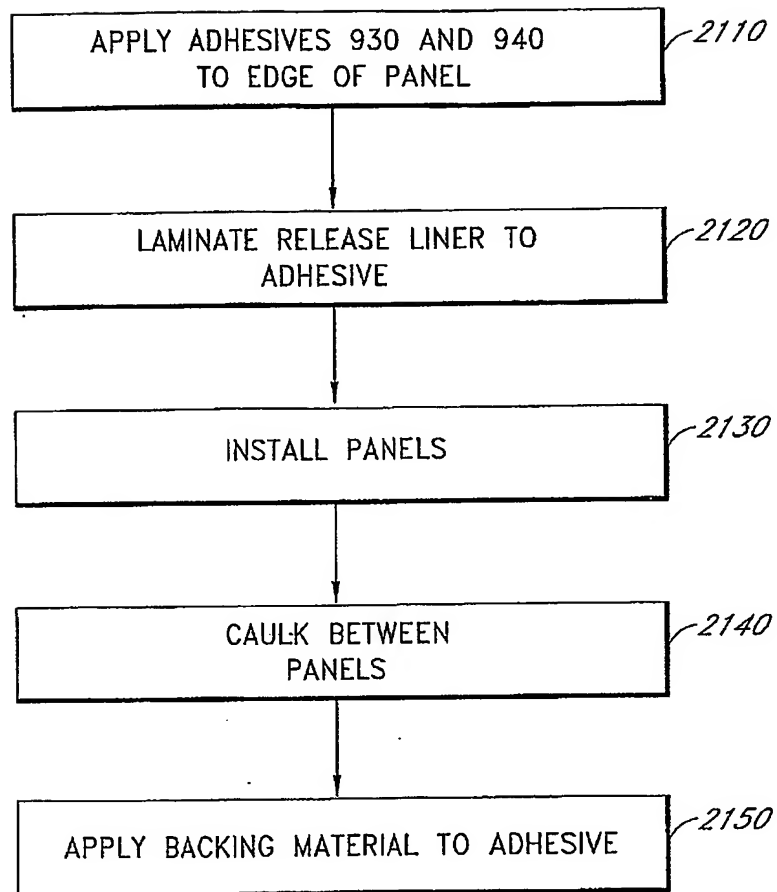 APPLY ADHESIVES 930 AND 940
TO EDGE OF PANEL
2110
LAMINATE RELEASE LINER TO
ADHESIVE
2120
INSTALL PANELS
2130
CAULK BETWEEN
PANELS
2140
APPLY BACKING MATERIAL TO ADHESIVE
2150